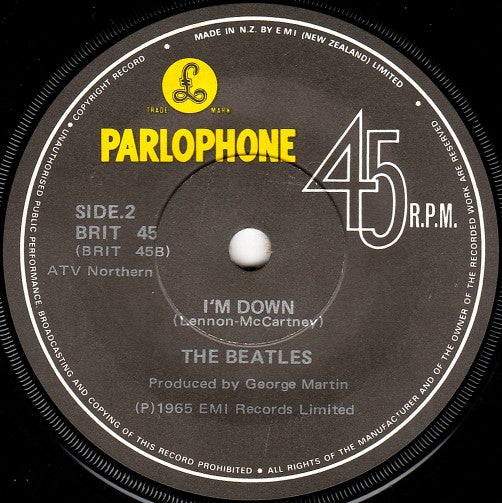 MADE IN N.Z. BY EMI (NEW ZEALAND) LIMITED •
TRADE MARK
£
PARLOPHONE
45
R.P.M.
SIDE.2
BRIT 45
(BRIT 45B)
ATV Northern
I'M DOWN
(Lennon-McCartney)
THE BEATLES
Produced by George Martin
(P)1965 EMI Records Limited
• COPYRIGHT RECORD •
UNAUTHORISED PUBLIC PERFORMANCE, BROADCASTING AND COPYING OF THIS RECORD PROHIBITED •
ALL RIGHTS OF THE MANUFACTURER AND OF THE OWNER OF THE RECORDED WORK ARE RESERVED •